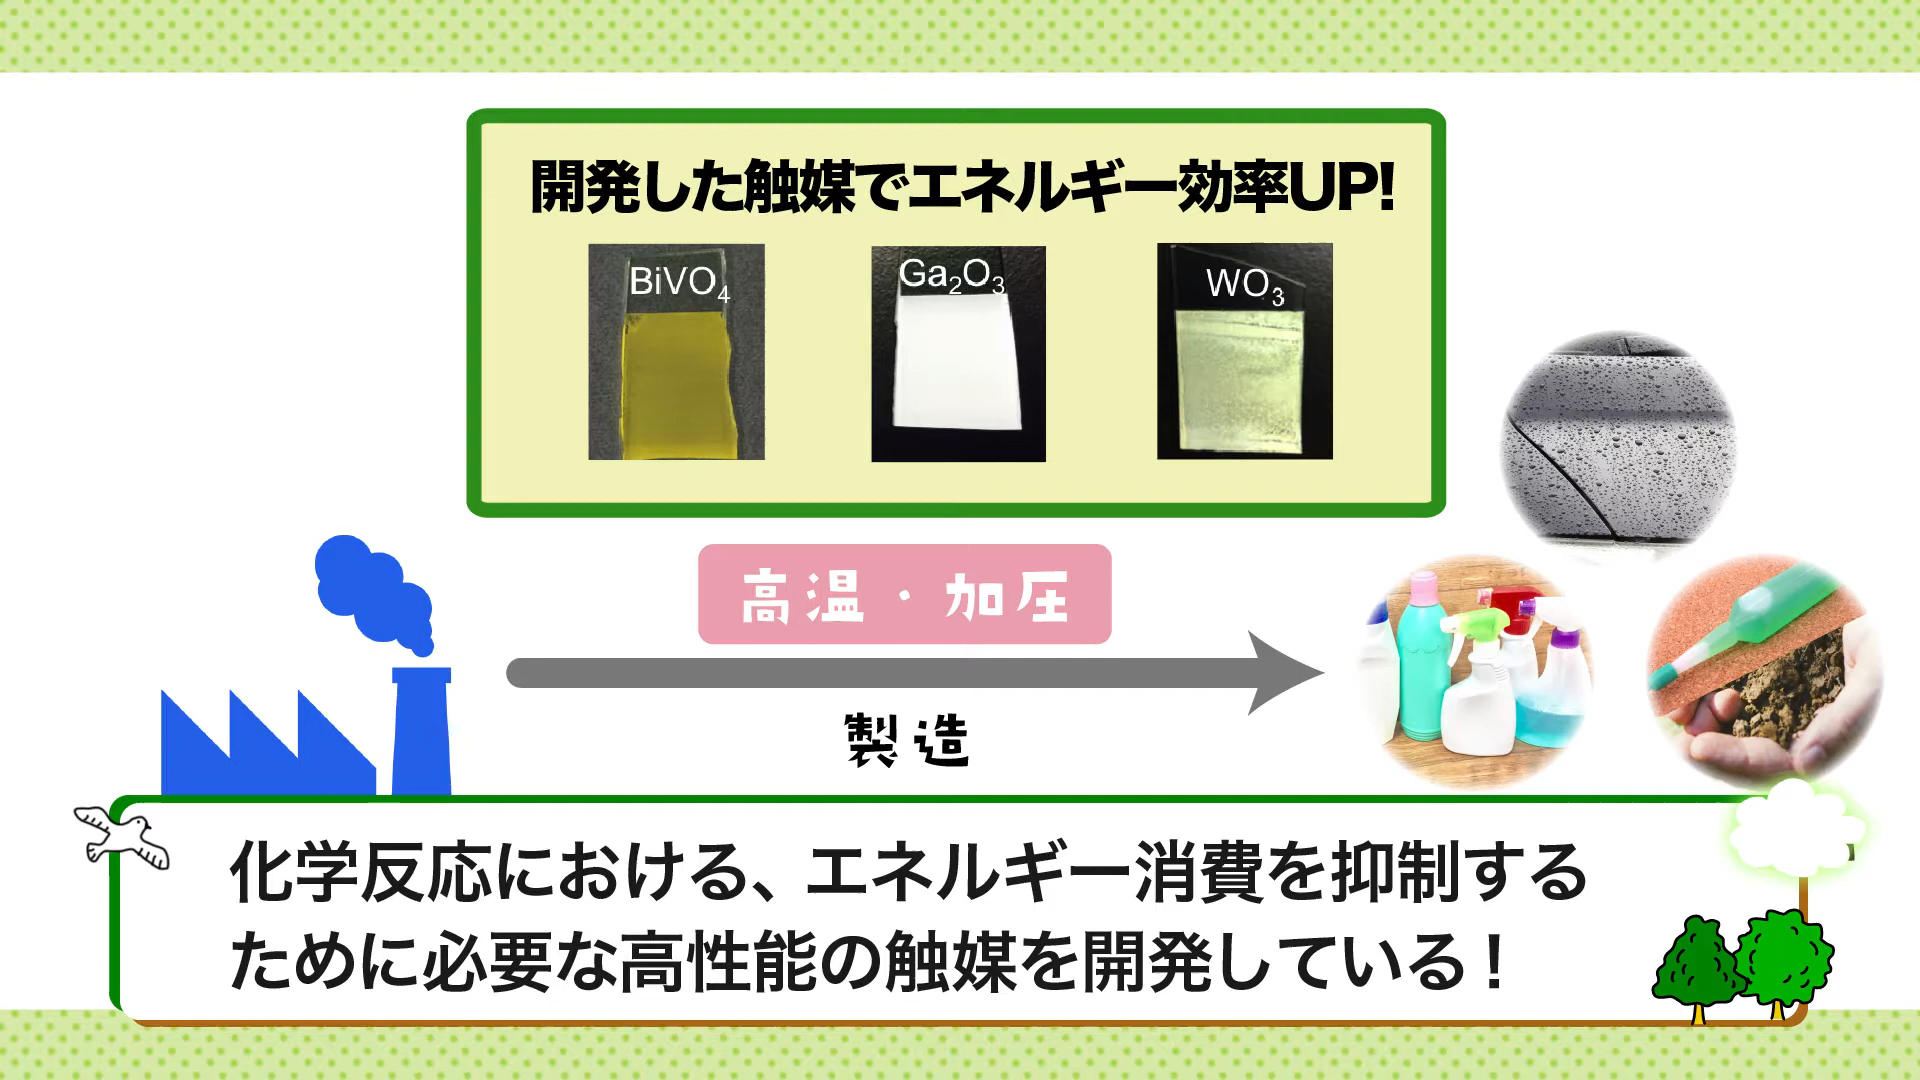 開発した触媒でエネルギー効率UP!
BiVO₄
Ga₂O₃
WO₃
高温・加圧
製造
化学反応における、エネルギー消費を抑制する
ために必要な高性能の触媒を開発している！